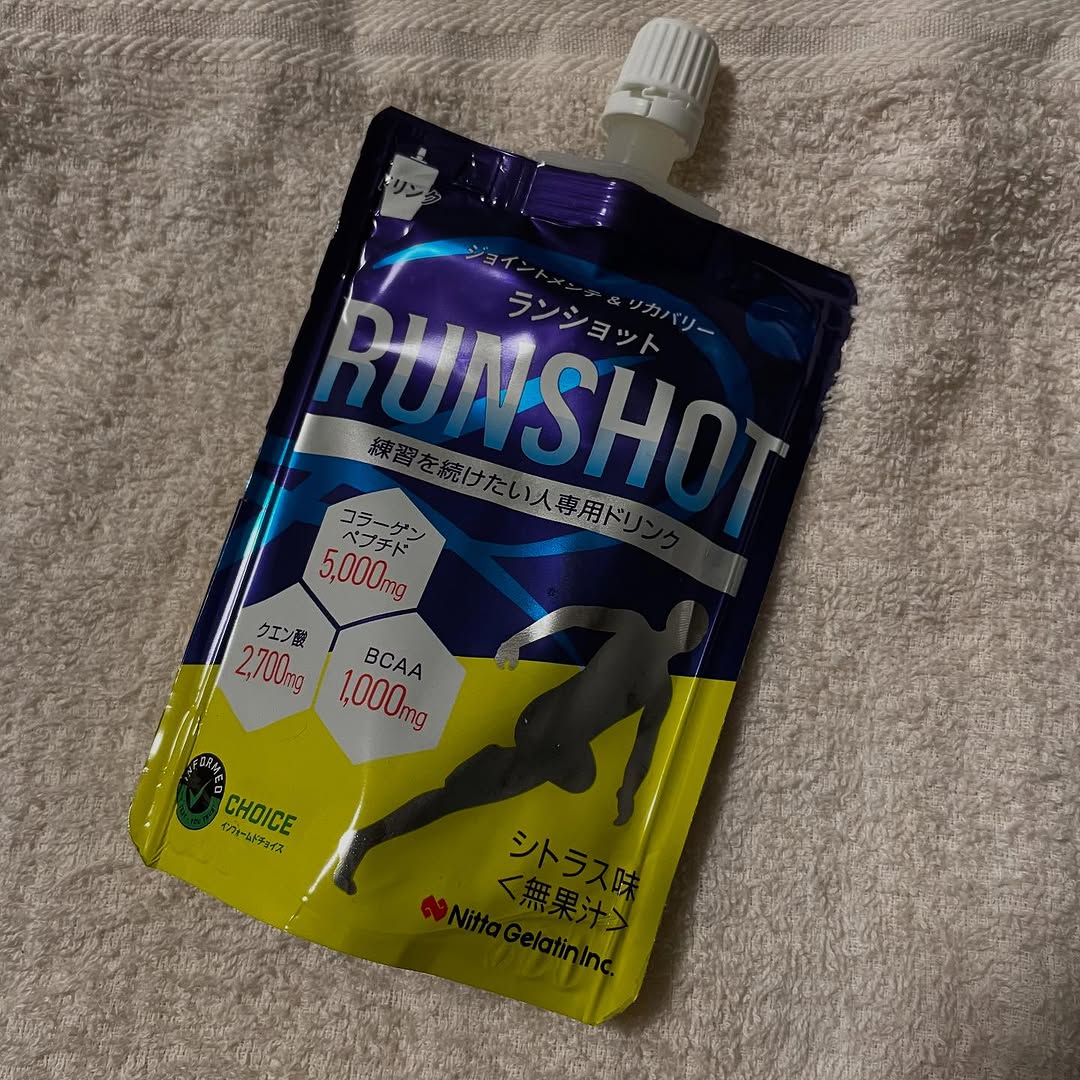 ドリンク
ジョイントメンテ & リカバリー
ランショット
RUNSHOT
練習を続けたい人専用ドリンク
コラーゲン
ペプチド
5,000mg
クエン酸
2,700mg
BCAA
1,000mg
INFORMED
CHOICE
インフォームドチョイス
シトラス味
<無果汁>
Nitta Gelatin Inc.